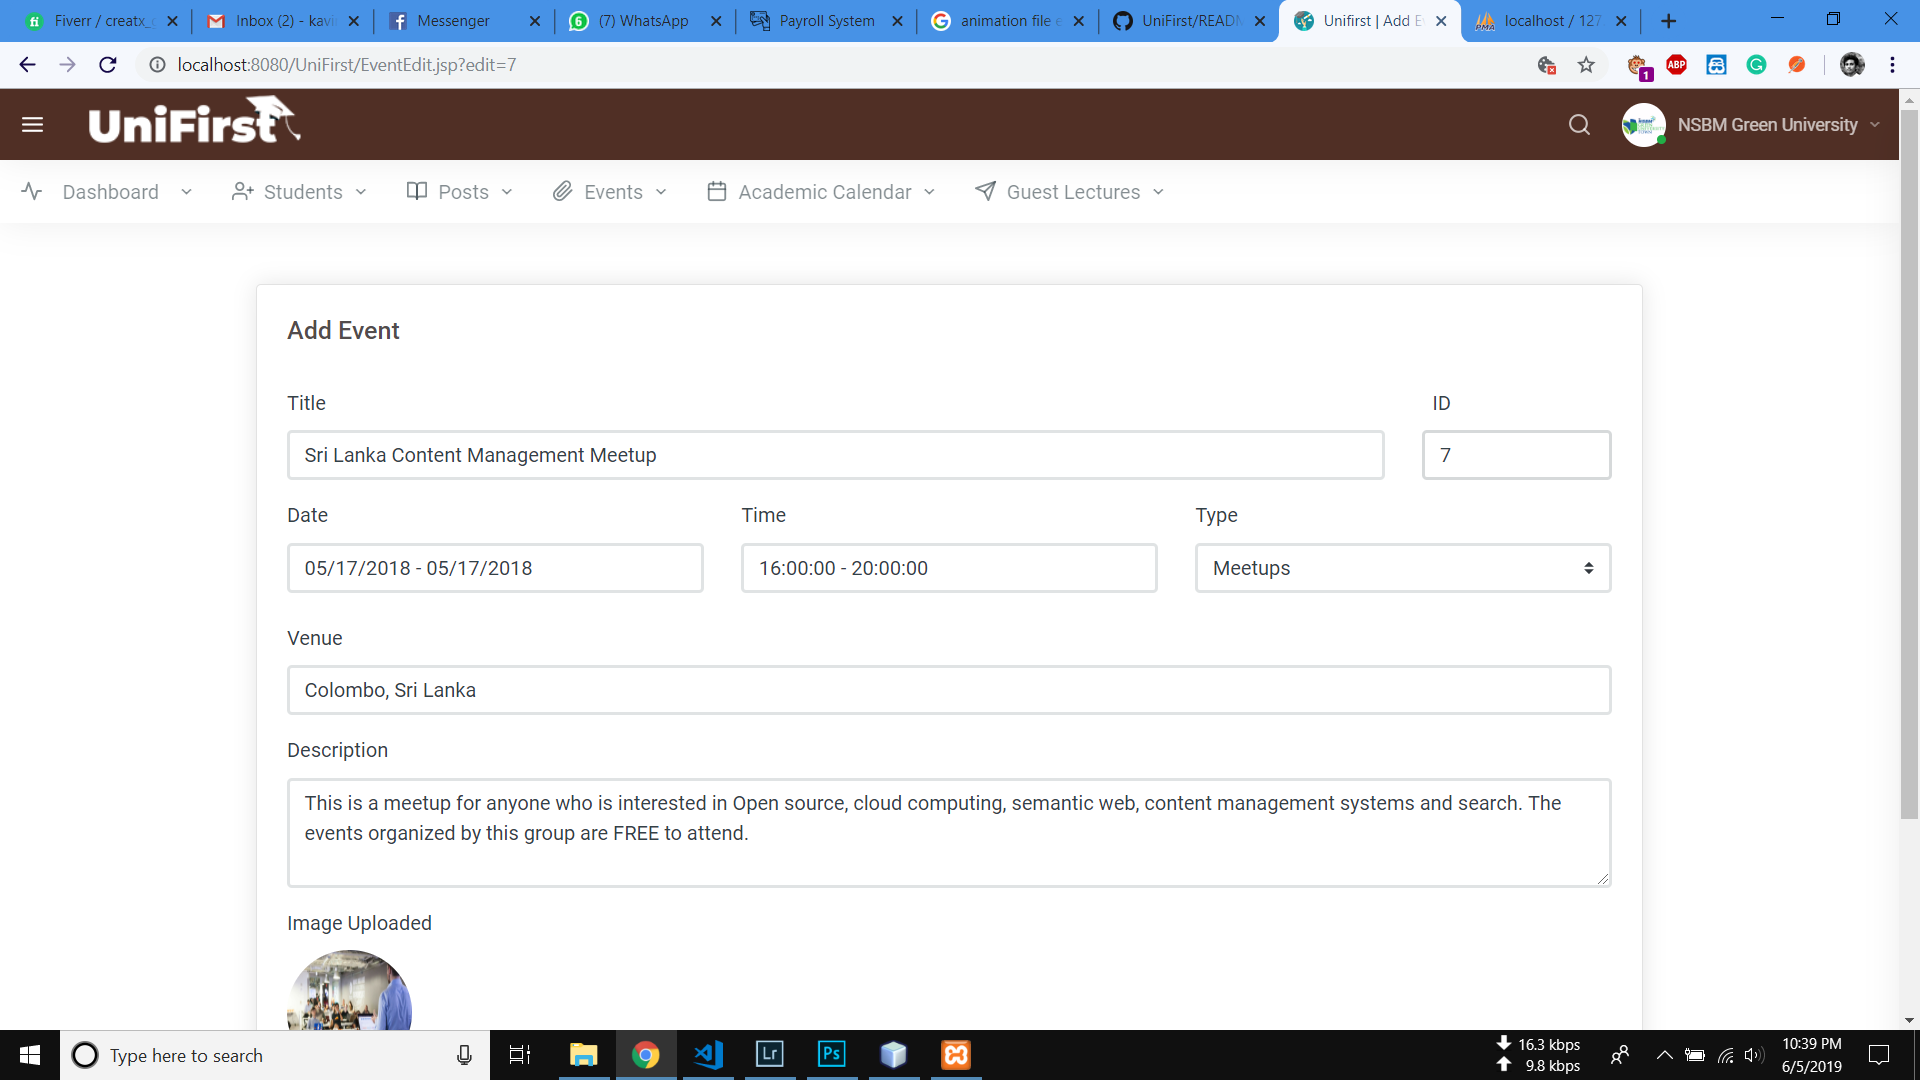 Fiverr / creatx_
Inbox (2) - kavi
Messenger
(7) WhatsApp
Payroll System
animation file e
UniFirst/READ
Unifirst | Add E
localhost / 127
localhost:8080/UniFirst/EventEdit.jsp?edit=7
ABP
1
UniFirst
NSBM Green University
Dashboard
Students
Posts
Events
Academic Calendar
Guest Lectures
Add Event
Title
ID
Sri Lanka Content Management Meetup
7
Date
Time
Type
05/17/2018 - 05/17/2018
16:00:00 - 20:00:00
Meetups
Venue
Colombo, Sri Lanka
Description
This is a meetup for anyone who is interested in Open source, cloud computing, semantic web, content management systems and search. The
events organized by this group are FREE to attend.
Image Uploaded
Type here to search
Lr
Ps
16.3 kbps
9.8 kbps
10:39 PM
6/5/2019